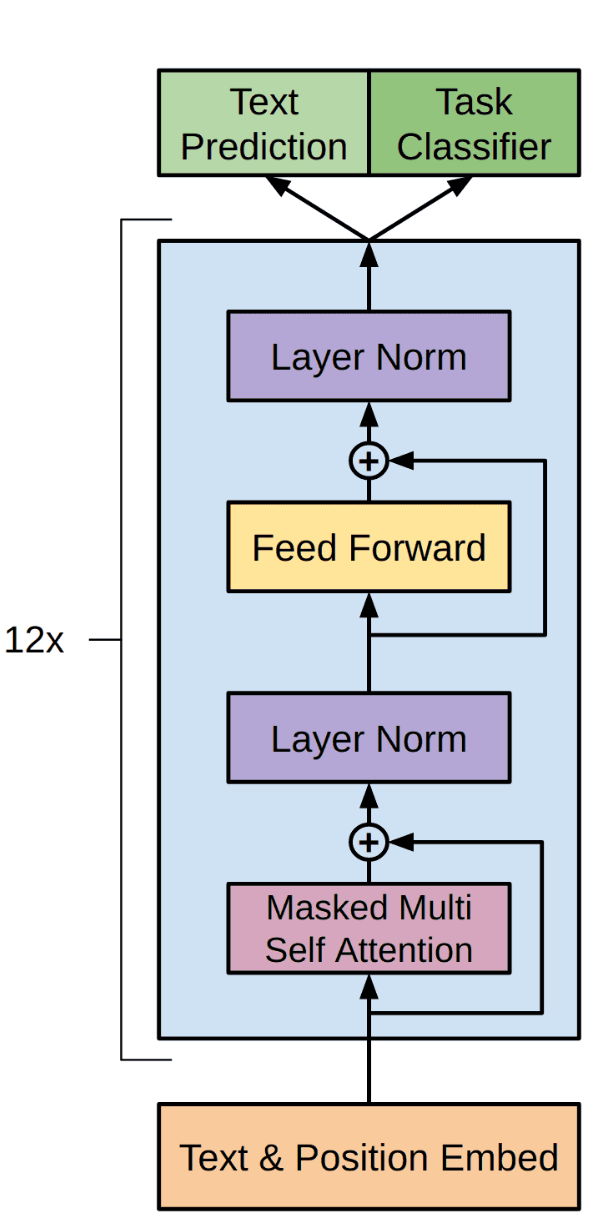 Text
Prediction
Task
Classifier
Layer Norm
+
Feed Forward
12x
Layer Norm
+
Masked Multi
Self Attention
Text & Position Embed